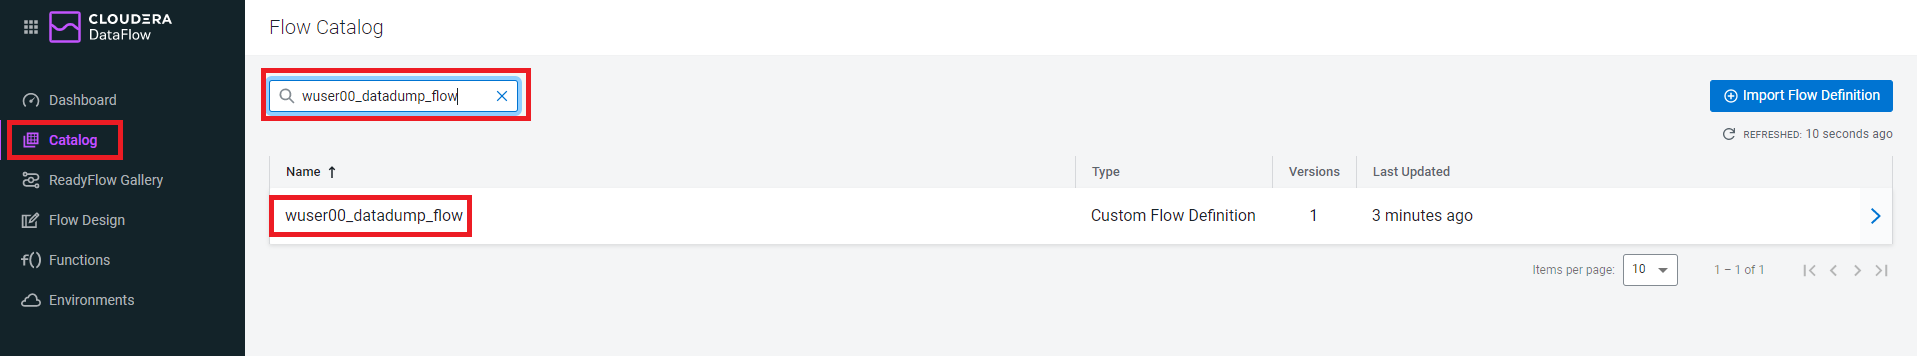 CLOUDERA
DataFlow
Dashboard
Catalog
ReadyFlow Gallery
Flow Design
Functions
Environments
Flow Catalog
wuser00_datadump_flow
Import Flow Definition
REFRESHED: 10 seconds ago
Name Type Versions Last Updated
wuser00_datadump_flow Custom Flow Definition 1 3 minutes ago
Items per page: 10 1 – 1 of 1